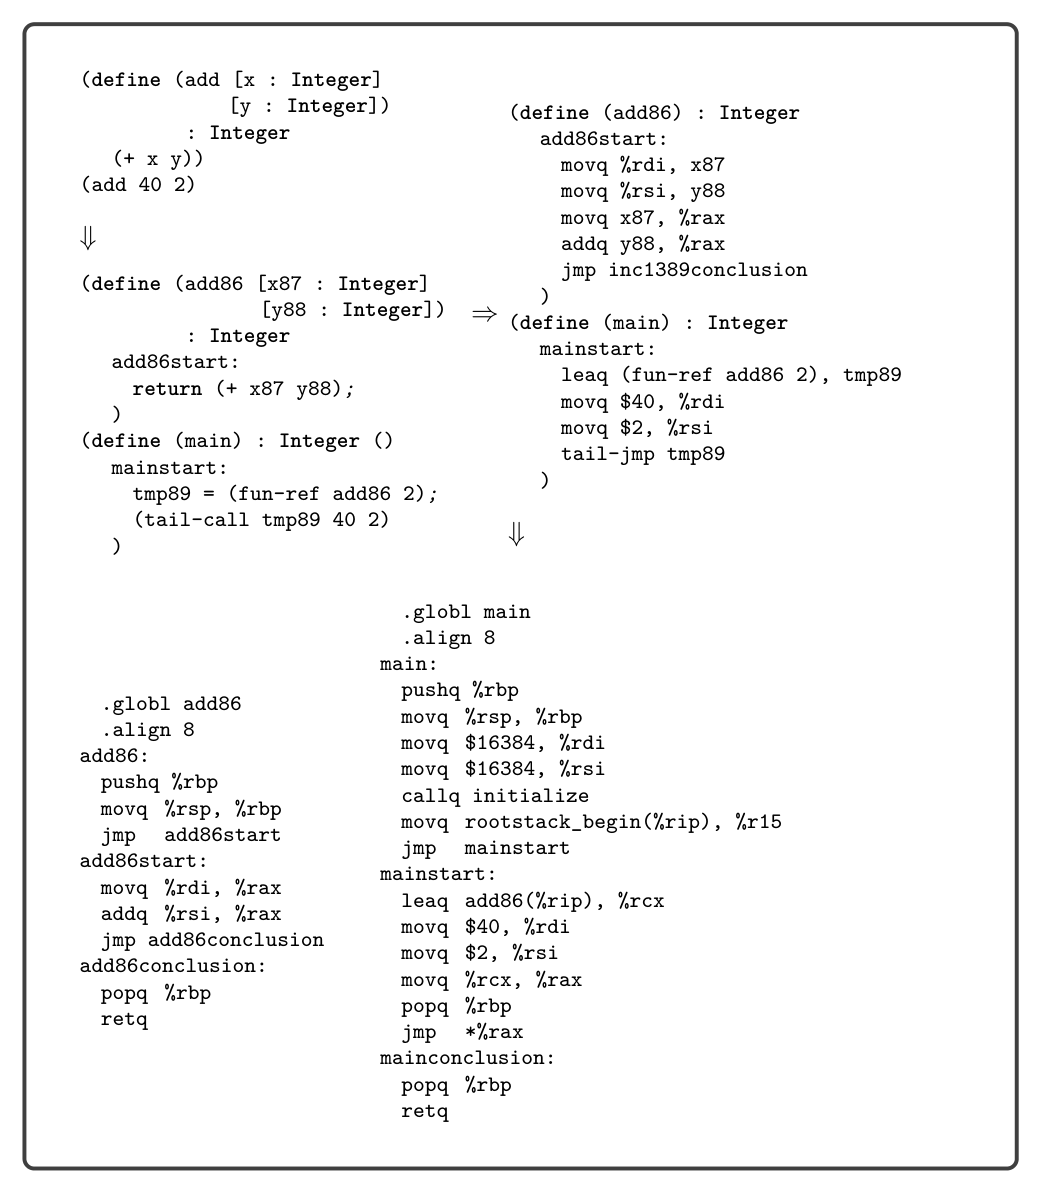 (define (add [x : Integer]
[y : Integer])
: Integer
(+ x y))
(add 40 2)
⇓
(define (add86 [x87 : Integer]
[y88 : Integer])
: Integer
add86start:
return (+ x87 y88);
)
(define (main) : Integer ()
mainstart:
tmp89 = (fun-ref add86 2);
(tail-call tmp89 40 2)
)
⇒
(define (add86) : Integer
add86start:
movq %rdi, x87
movq %rsi, y88
movq x87, %rax
addq y88, %rax
jmp inc1389conclusion
)
(define (main) : Integer
mainstart:
leaq (fun-ref add86 2), tmp89
movq $40, %rdi
movq $2, %rsi
tail-jmp tmp89
)
⇓
.globl add86
.align 8
add86:
pushq %rbp
movq %rsp, %rbp
jmp add86start
add86start:
movq %rdi, %rax
addq %rsi, %rax
jmp add86conclusion
add86conclusion:
popq %rbp
retq
.globl main
.align 8
main:
pushq %rbp
movq %rsp, %rbp
movq $16384, %rdi
movq $16384, %rsi
callq initialize
movq rootstack_begin(%rip), %r15
jmp mainstart
mainstart:
leaq add86(%rip), %rcx
movq $40, %rdi
movq $2, %rsi
movq %rcx, %rax
popq %rbp
jmp *%rax
mainconclusion:
popq %rbp
retq